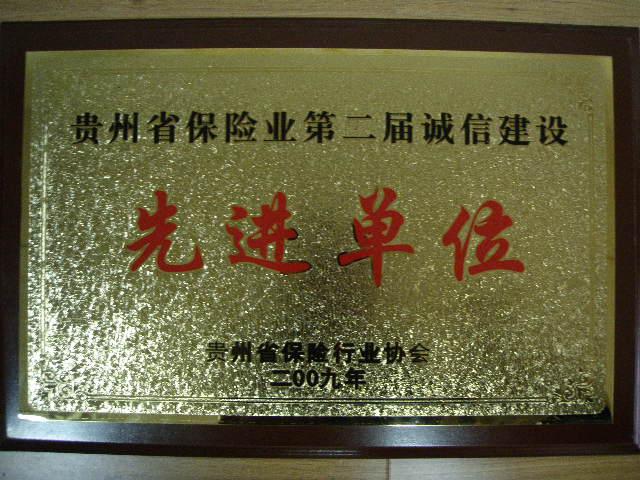 贵州省保险业第二届诚信建设
先进单位
贵州省保险行业协会
二00九年